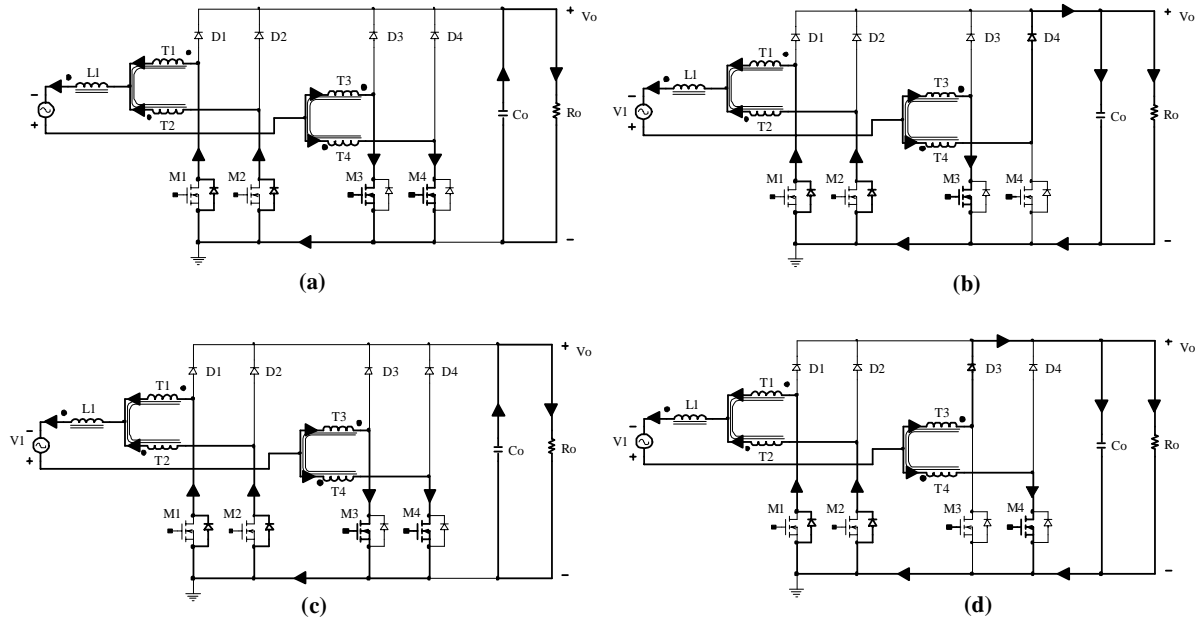 + Vo
D1 D2 D3 D4
T1
L1
T3
-
+
T2
Co
Ro
T4
M1 M2 M3 M4
-
(a)
+ Vo
D1 D2 D3 D4
T1
L1
T3
-
V1
+
T2
Co
Ro
T4
M1 M2 M3 M4
-
(b)
+ Vo
D1 D2 D3 D4
T1
L1
T3
-
V1
+
T2
Co
Ro
T4
M1 M2 M3 M4
-
(c)
+ Vo
D1 D2 D3 D4
T1
L1
T3
-
V1
+
T2
Co
Ro
T4
M1 M2 M3 M4
-
(d)